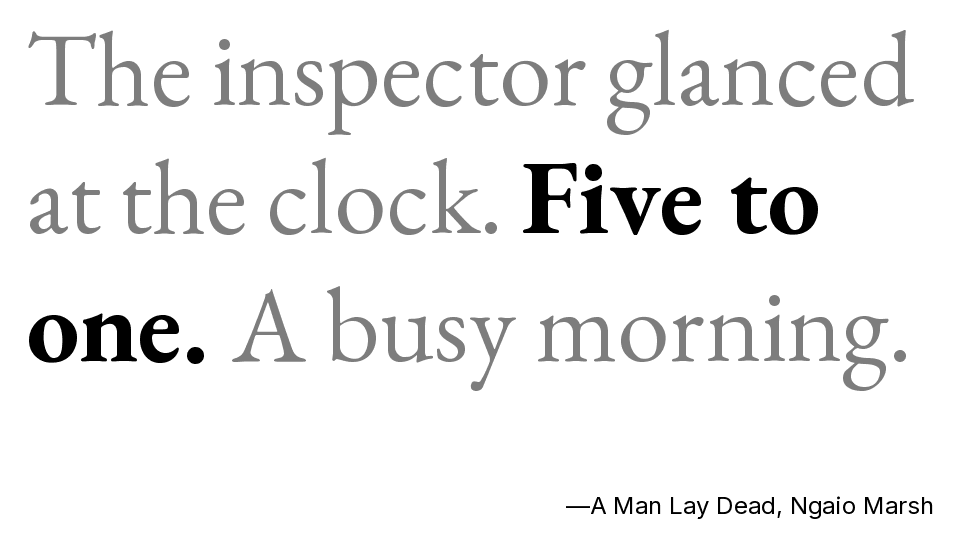 The inspector glanced
at the clock. Five to
one. A busy morning.
—A Man Lay Dead, Ngaio Marsh